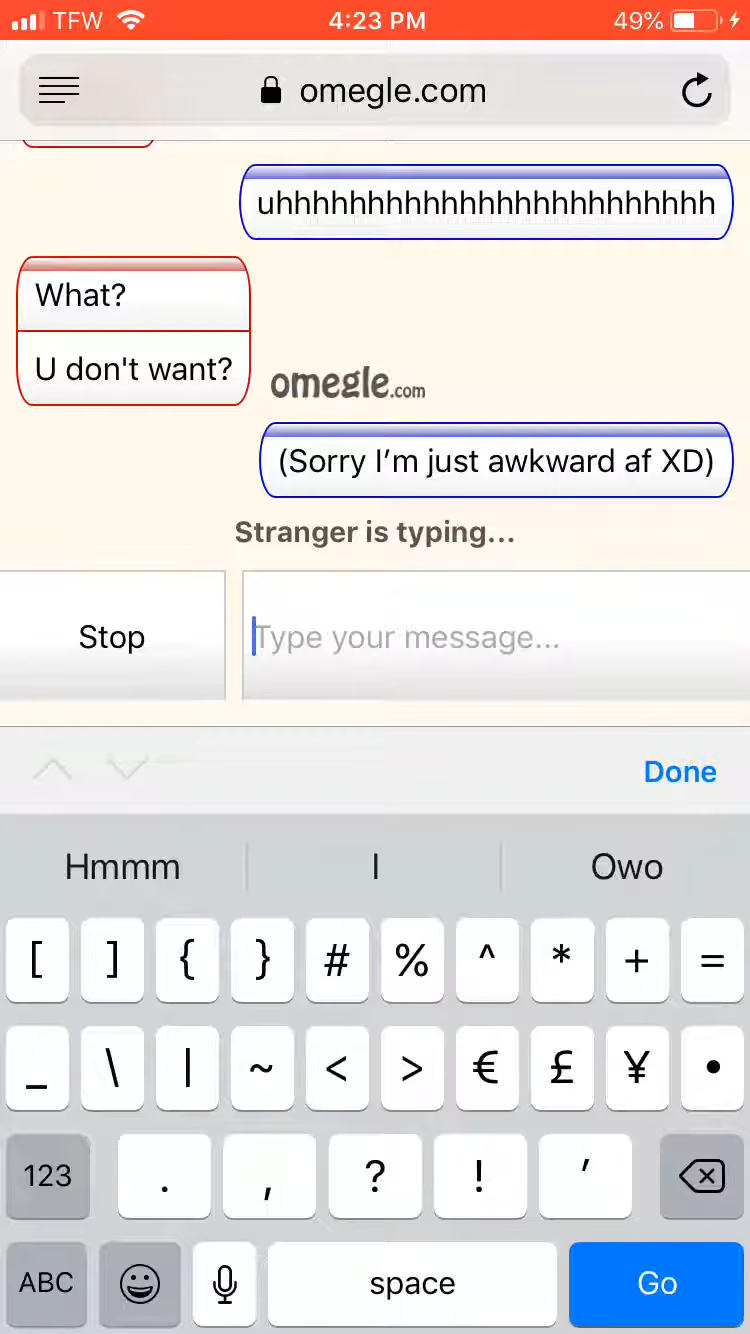 TFW 4:23 PM 49%
omegle.com
uhhhhhhhhhhhhhhhhhhhhhhhh
What?
U don't want?
omegle.com
(Sorry I’m just awkward af XD)
Stranger is typing...
Stop
Type your message...
Done
Hmmm I Owo
[ ] { } # % ^ * + =
_ \ | ~ < > € £ ¥ •
123 . , ? ! ’
ABC space Go